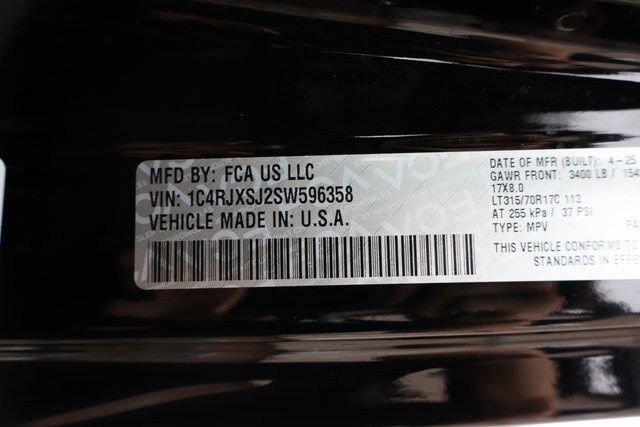 MFD BY: FCA US LLC
VIN: 1C4RJXSJ2SW596358
VEHICLE MADE IN: U.S.A.
DATE OF MFR (BUILT): 4-25
GAWR FRONT: 3400 LB / 154
17X8.0
LT315/70R17C 113
AT 255 kPa / 37 PSI
TYPE: MPV PA
THIS VEHICLE CONFORMS TO
STANDARDS IN EFFE